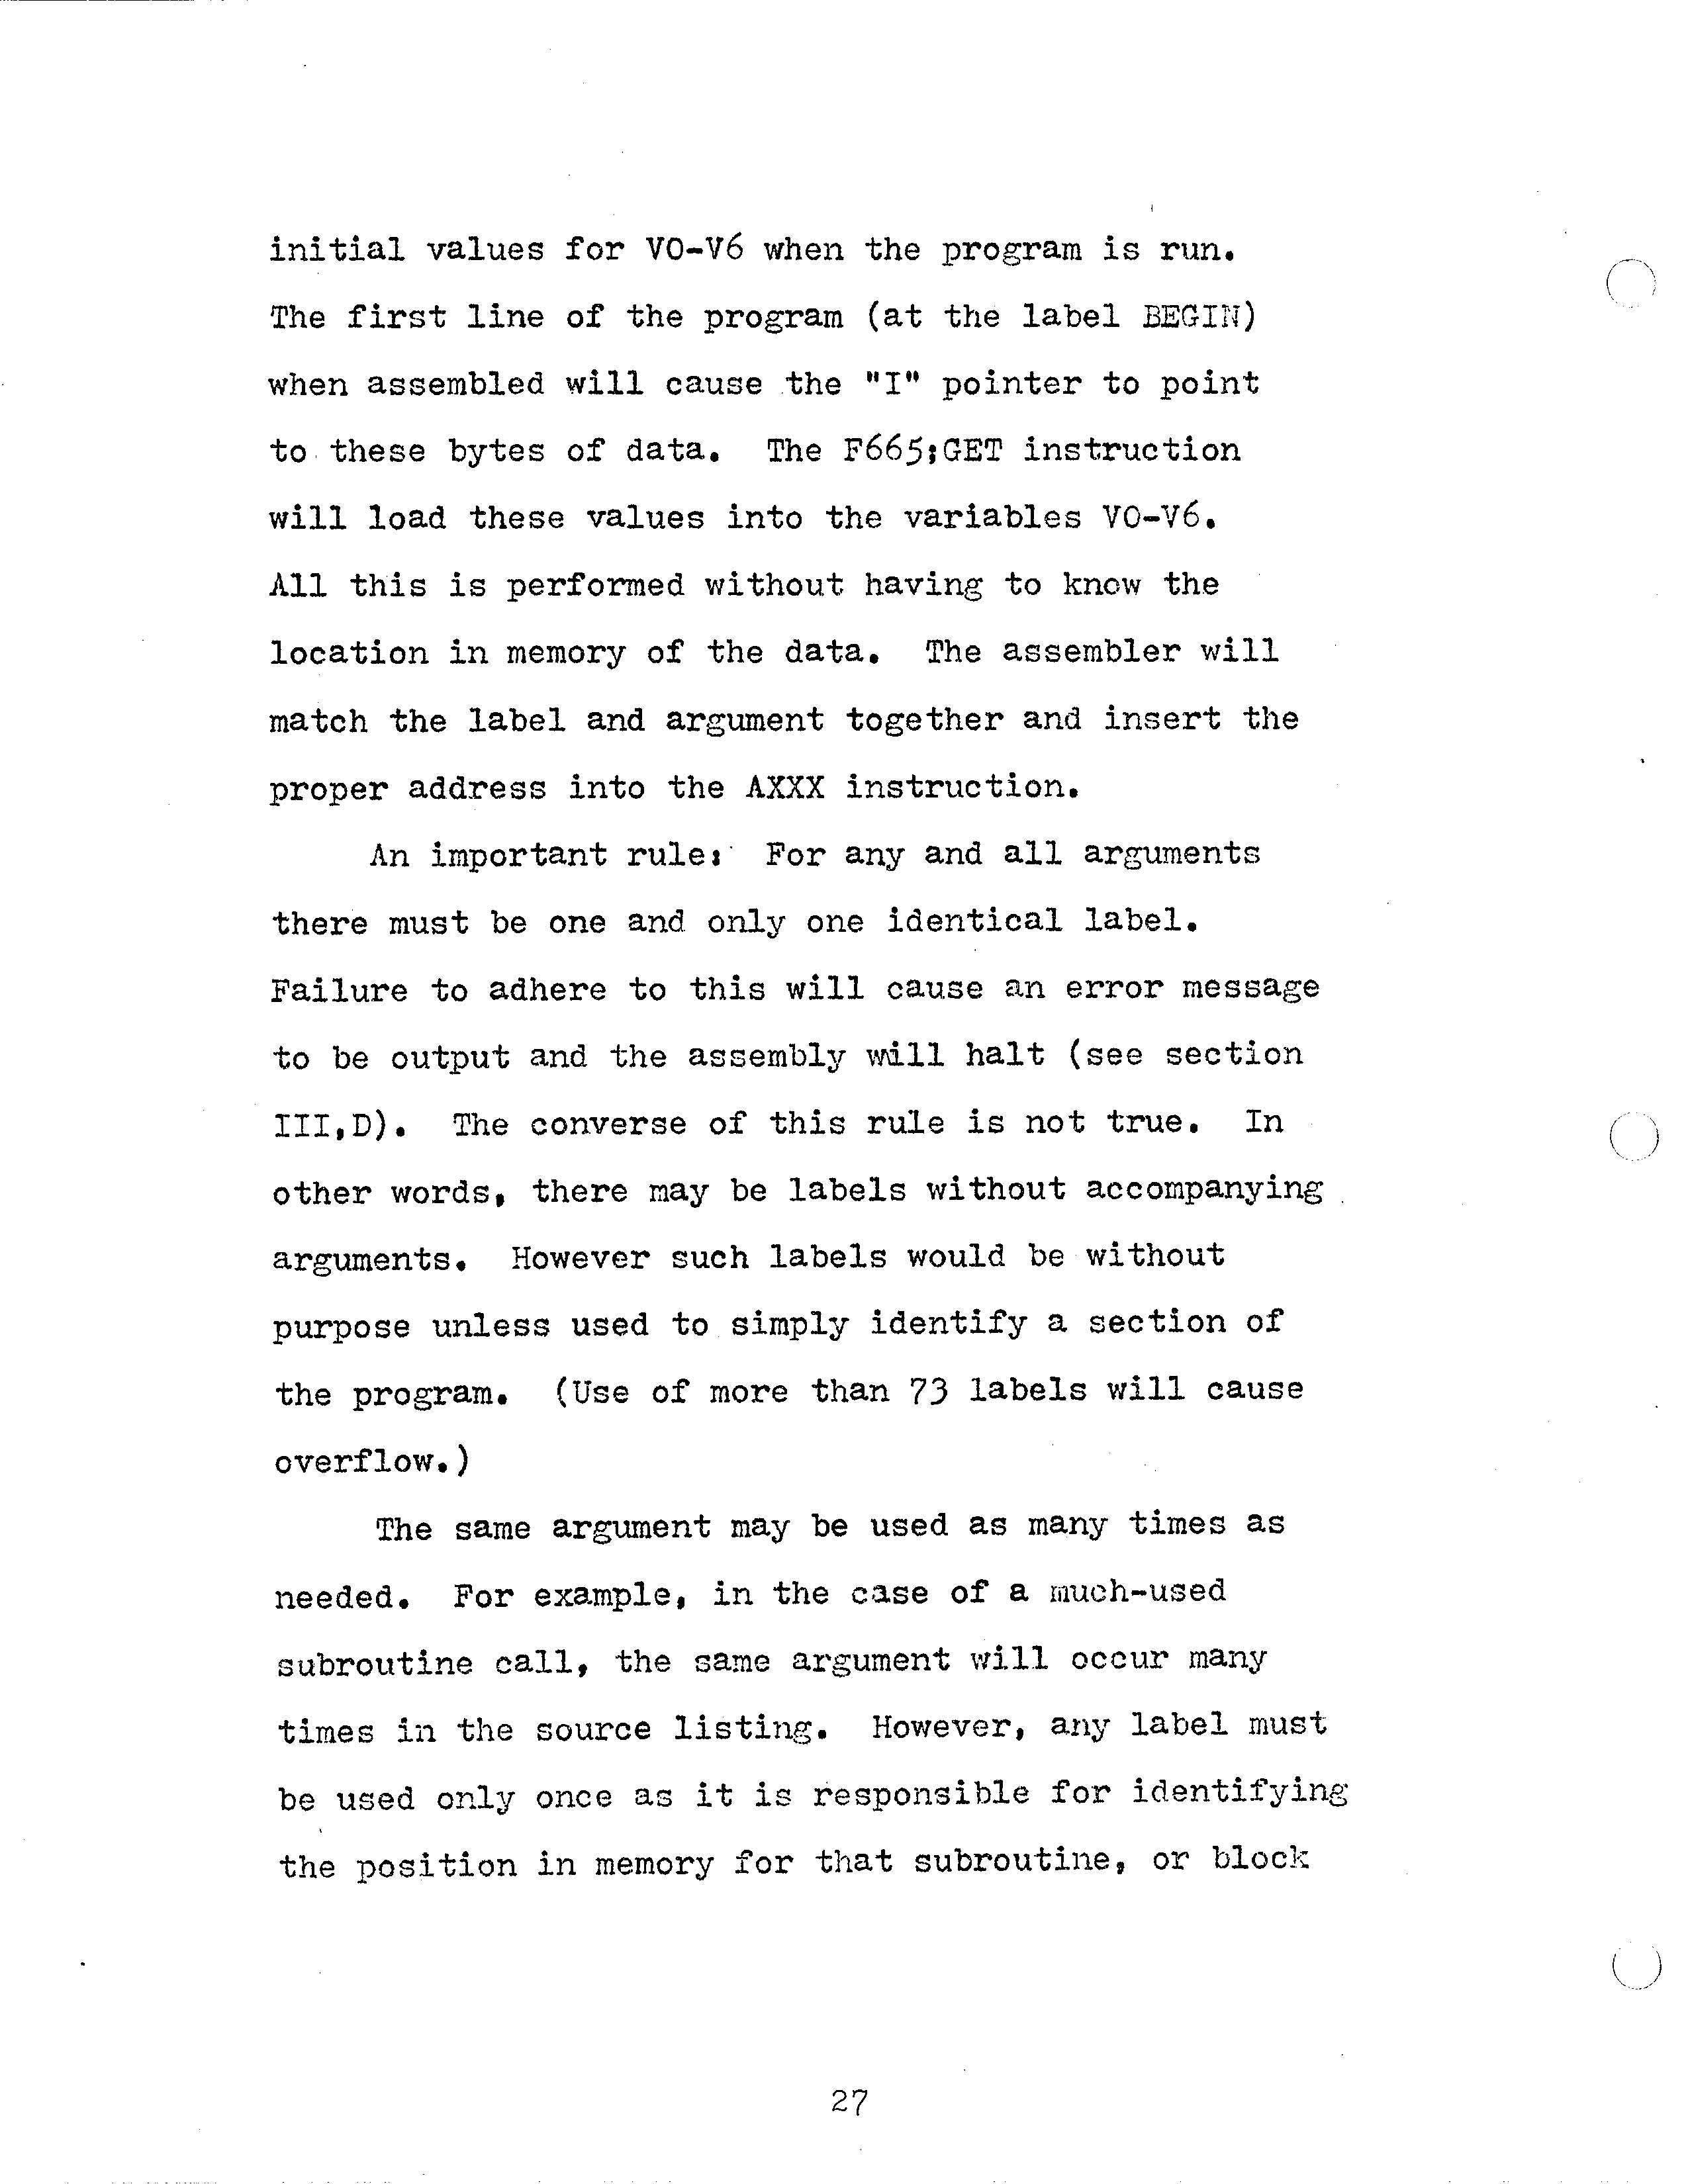 initial values for VO-V6 when the program is run.
The first line of the program (at the label BEGIN)
when assembled will cause the "I" pointer to point
to these bytes of data.  The F665;GET instruction
will load these values into the variables VO-V6.
All this is performed without having to know the
location in memory of the data.  The assembler will
match the label and argument together and insert the
proper address into the AXXX instruction.
An important rule:  For any and all arguments
there must be one and only one identical label.
Failure to adhere to this will cause an error message
to be output and the assembly will halt (see section
III,D).  The converse of this rule is not true.  In
other words, there may be labels without accompanying
arguments.  However such labels would be without
purpose unless used to simply identify a section of
the program.  (Use of more than 73 labels will cause
overflow.)
The same argument may be used as many times as
needed.  For example, in the case of a much-used
subroutine call, the same argument will occur many
times in the source listing.  However, any label must
be used only once as it is responsible for identifying
the position in memory for that subroutine, or block
27